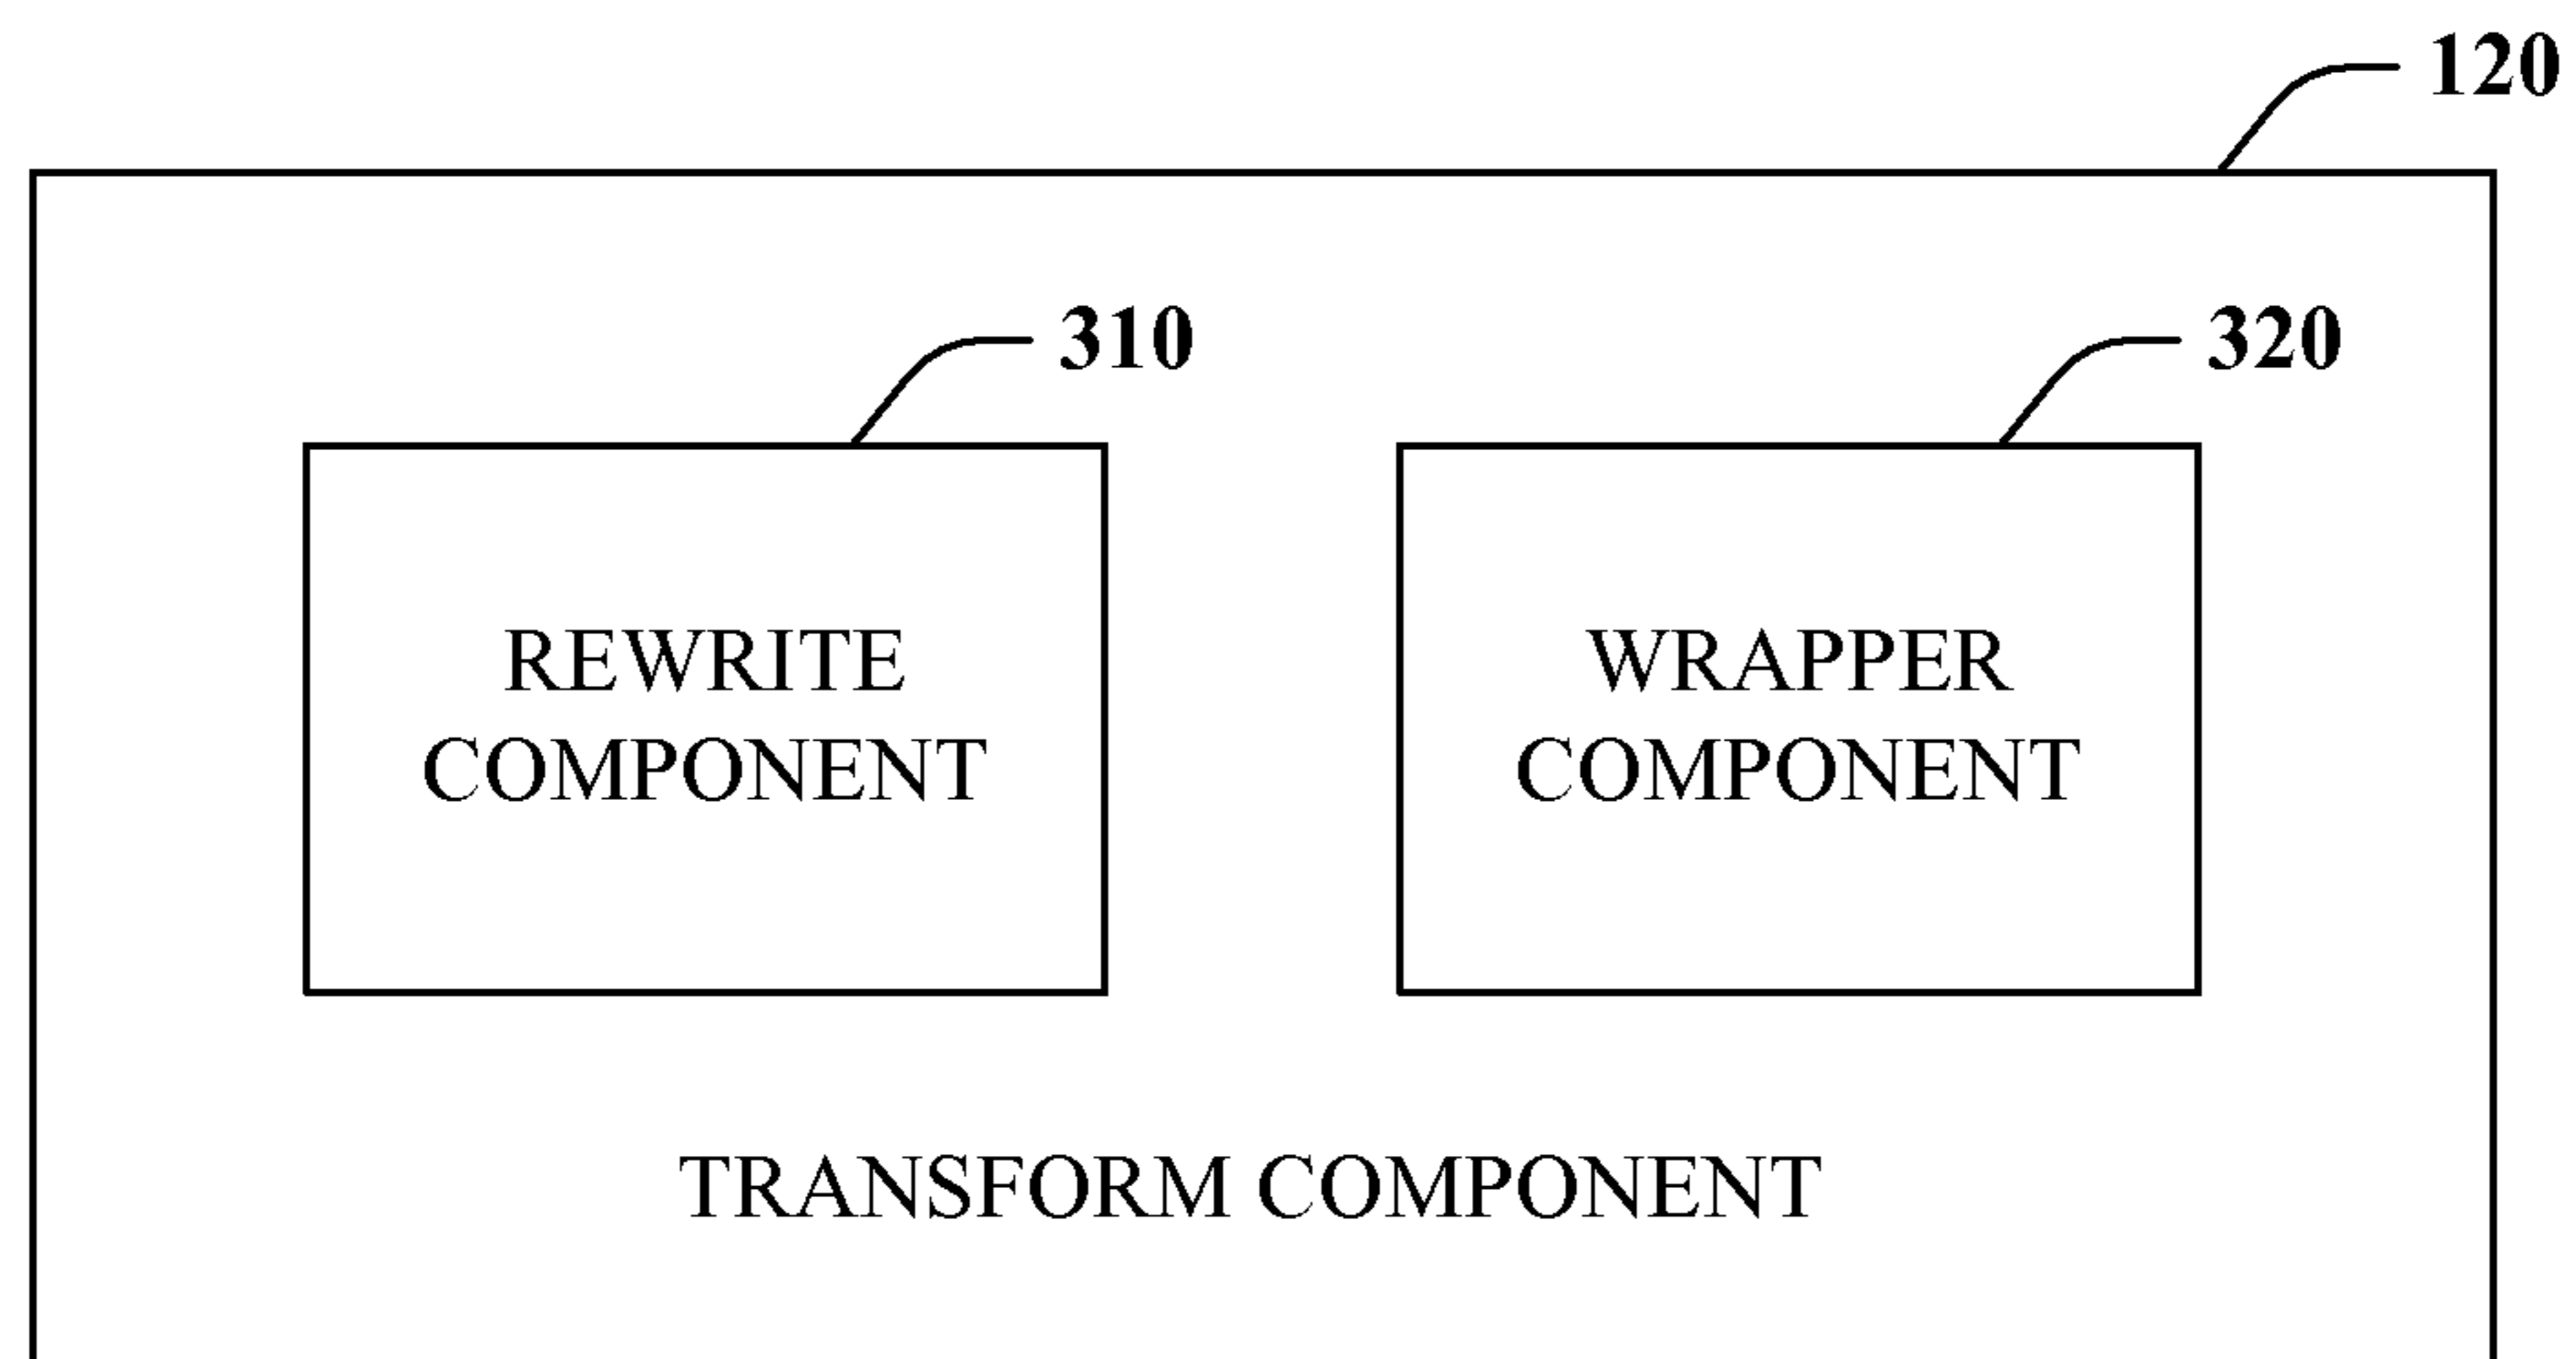 120
310
320
REWRITE
COMPONENT
WRAPPER
COMPONENT
TRANSFORM COMPONENT